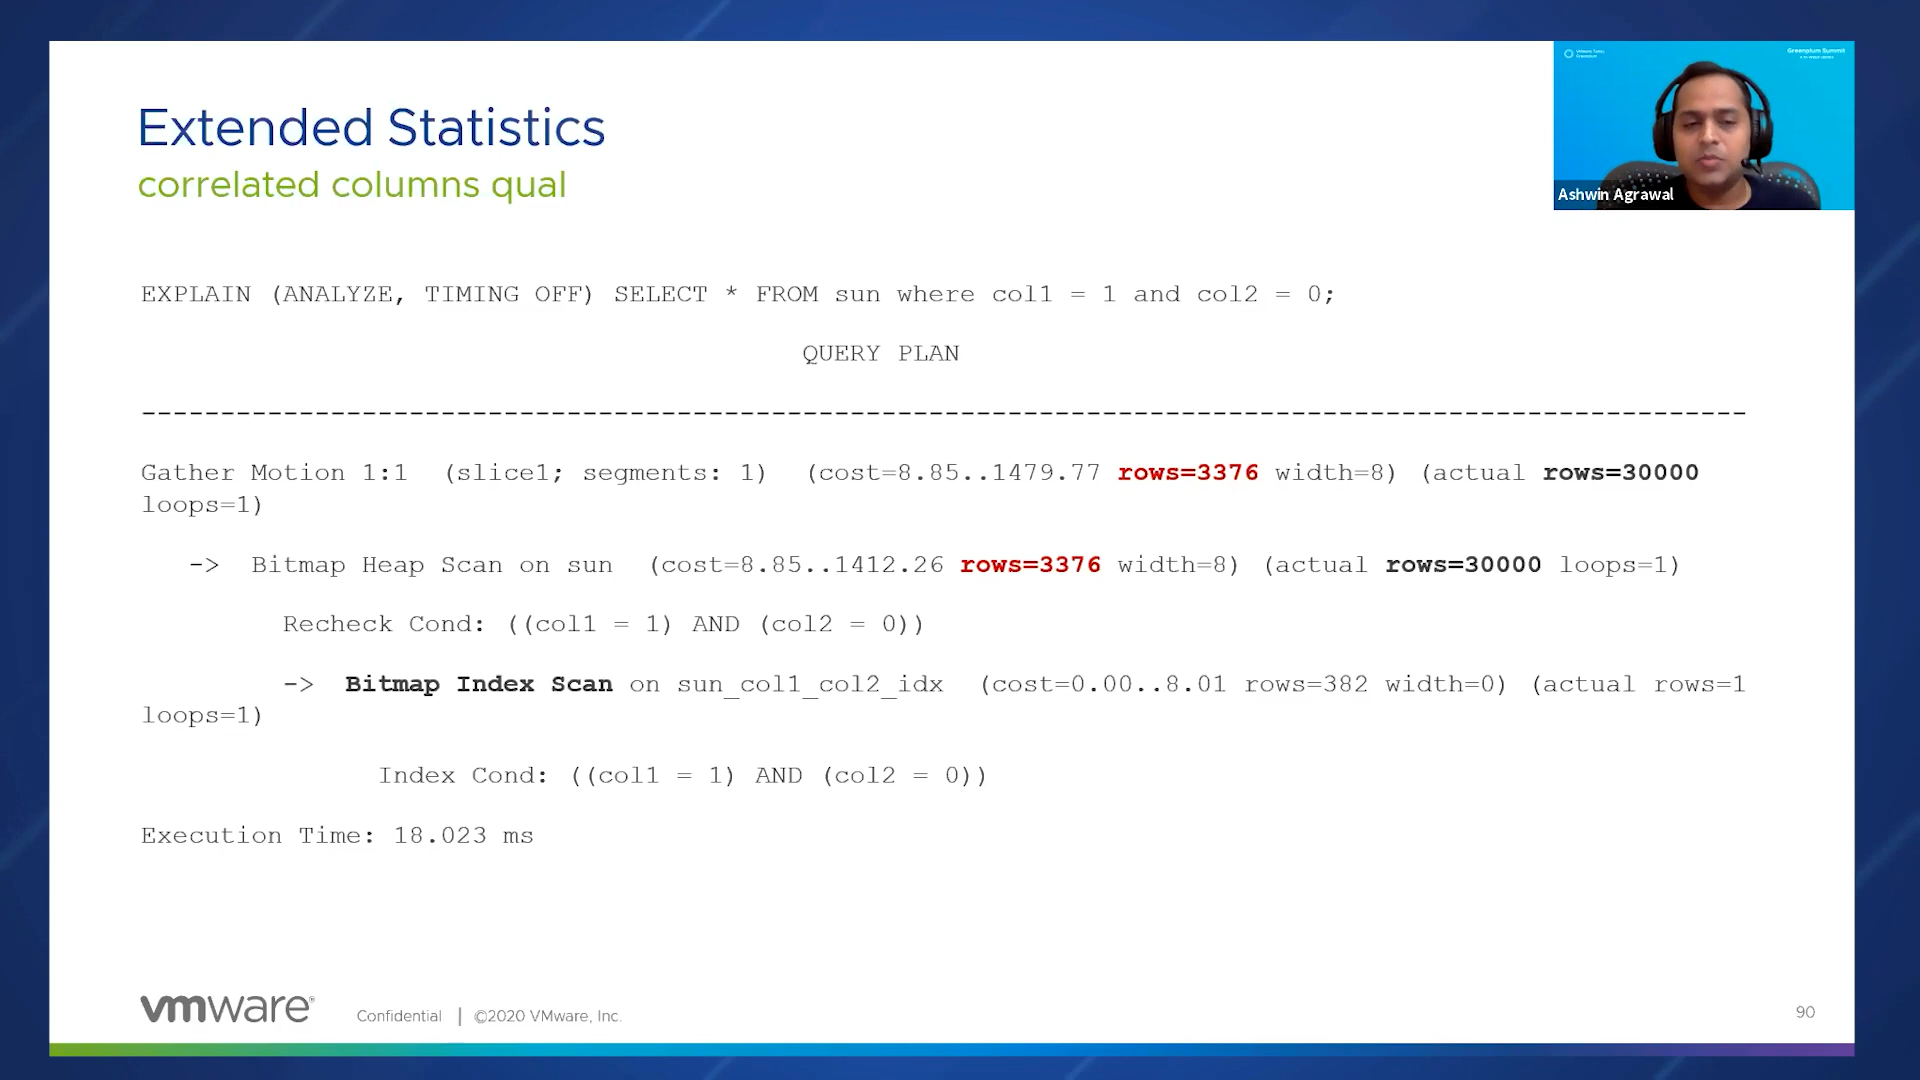 VMware Tanzu
Greenplum
Greenplum Summit
Extended Statistics
correlated columns qual
Ashwin Agrawal
EXPLAIN (ANALYZE, TIMING OFF) SELECT * FROM sun where col1 = 1 and col2 = 0;
QUERY PLAN
------------------------------------------------------------------------------------------------------
Gather Motion 1:1 (slice1; segments: 1) (cost=8.85..1479.77 rows=3376 width=8) (actual rows=30000
loops=1)
-> Bitmap Heap Scan on sun (cost=8.85..1412.26 rows=3376 width=8) (actual rows=30000 loops=1)
Recheck Cond: ((col1 = 1) AND (col2 = 0))
-> Bitmap Index Scan on sun_col1_col2_idx (cost=0.00..8.01 rows=382 width=0) (actual rows=1
loops=1)
Index Cond: ((col1 = 1) AND (col2 = 0))
Execution Time: 18.023 ms
vmware®
Confidential | ©2020 VMware, Inc.
90